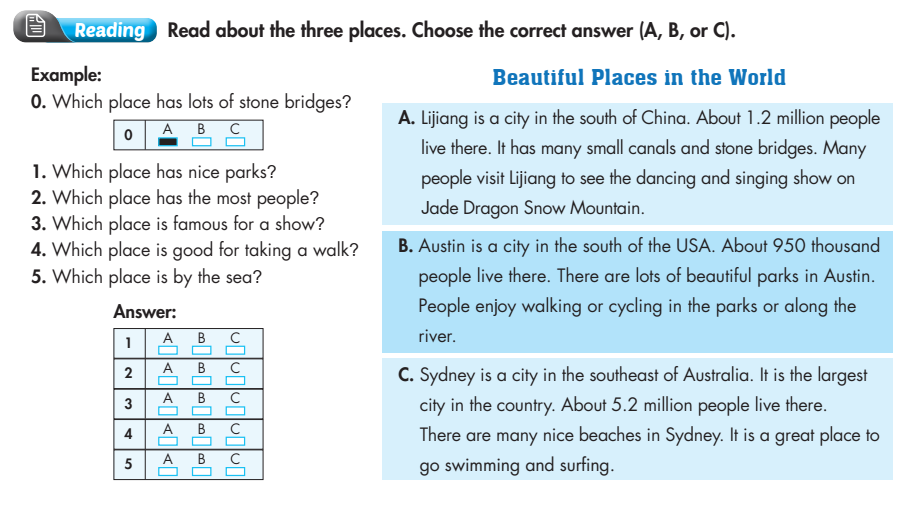 Reading Read about the three places. Choose the correct answer (A, B, or C).
Example:
0. Which place has lots of stone bridges?
0 A B C
1. Which place has nice parks?
2. Which place has the most people?
3. Which place is famous for a show?
4. Which place is good for taking a walk?
5. Which place is by the sea?
Answer:
1 A B C
2 A B C
3 A B C
4 A B C
5 A B C
Beautiful Places in the World
A. Lijiang is a city in the south of China. About 1.2 million people
live there. It has many small canals and stone bridges. Many
people visit Lijiang to see the dancing and singing show on
Jade Dragon Snow Mountain.
B. Austin is a city in the south of the USA. About 950 thousand
people live there. There are lots of beautiful parks in Austin.
People enjoy walking or cycling in the parks or along the
river.
C. Sydney is a city in the southeast of Australia. It is the largest
city in the country. About 5.2 million people live there.
There are many nice beaches in Sydney. It is a great place to
go swimming and surfing.